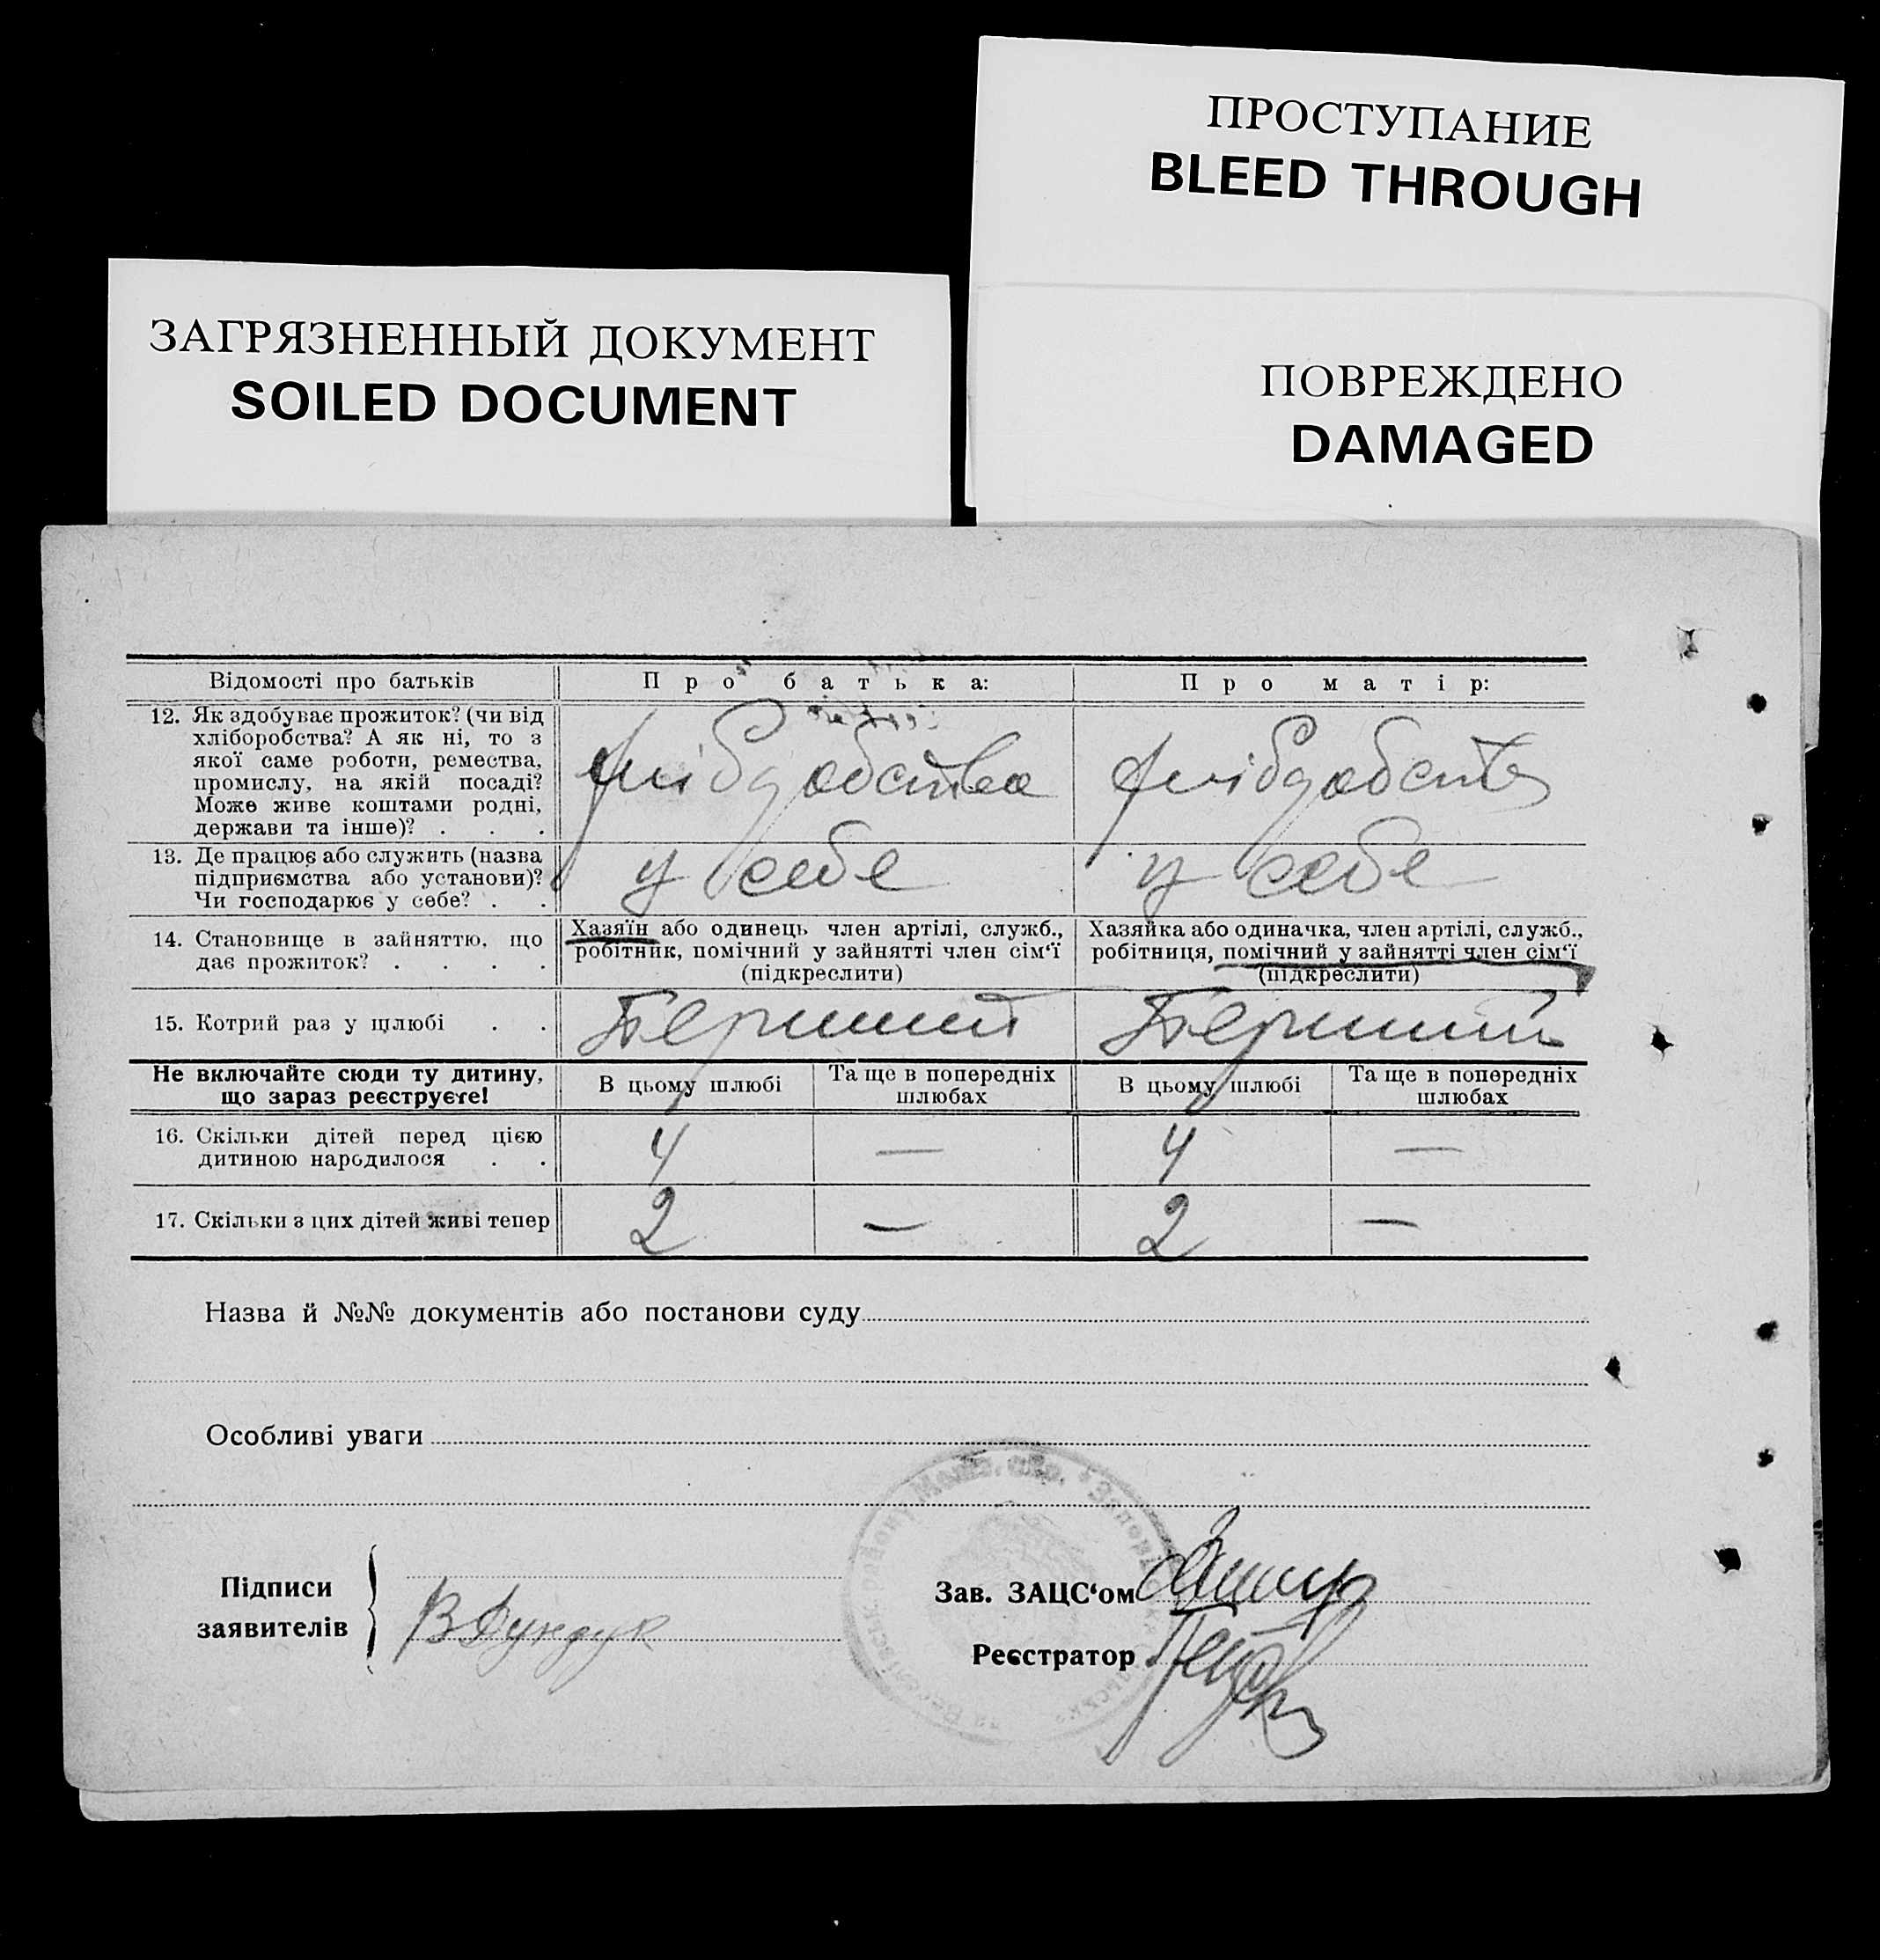 ПРОСТУПАНИЕ
BLEED THROUGH
ЗАГРЯЗНЕННЫЙ ДОКУМЕНТ
SOILED DOCUMENT
ПОВРЕЖДЕНО
DAMAGED
Відомості про батьків
Про батька:
Про матір:
12. Як здобуває прожиток? (чи від
хліборобства? А як ні, то з
якої саме роботи, ремества,
промислу, на якій посаді?
Може живе коштами родні,
держави та інше)? . . .
13. Де працює або служить (назва
підприємства або установи)?
Чи господарює у себе? . .
у себе
у себе
14. Становище в зайняттю, що
дає прожиток? . . . .
Хазяїн або одинець член артілі, служб.,
робітник, помічний у зайнятті член сім‘ї
(підкреслити)
Хазяйка або одиначка, член артілі, служб.,
робітниця, помічний у зайнятті член сім‘ї
(підкреслити)
15. Котрий раз у шлюбі . .
Перший
Перший
Не включайте сюди ту дитину,
що зараз реєструєте!
В цьому шлюбі
Та ще в попередніх
шлюбах
В цьому шлюбі
Та ще в попередніх
шлюбах
16. Скільки дітей перед цією
дитиною народилося . .
4 — 4 —
17. Скільки з цих дітей живі тепер
2 — 2 —
Назва й №№ документів або постанови суду
Особливі уваги
Підписи
заявителів
В Дундук
Зав. ЗАЦС‘ом
Реєстратор